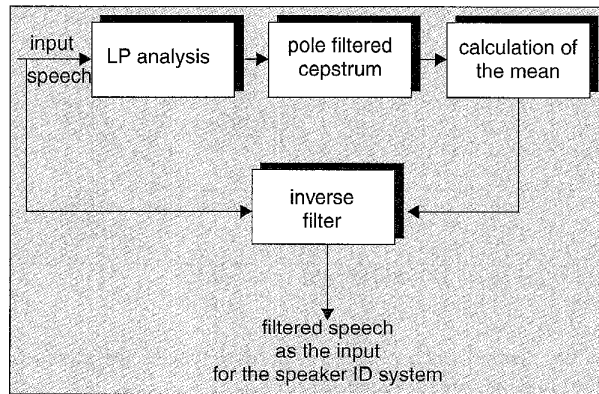 input
speech
LP analysis
pole filtered
cepstrum
calculation of
the mean
inverse
filter
filtered speech
as the input
for the speaker ID system